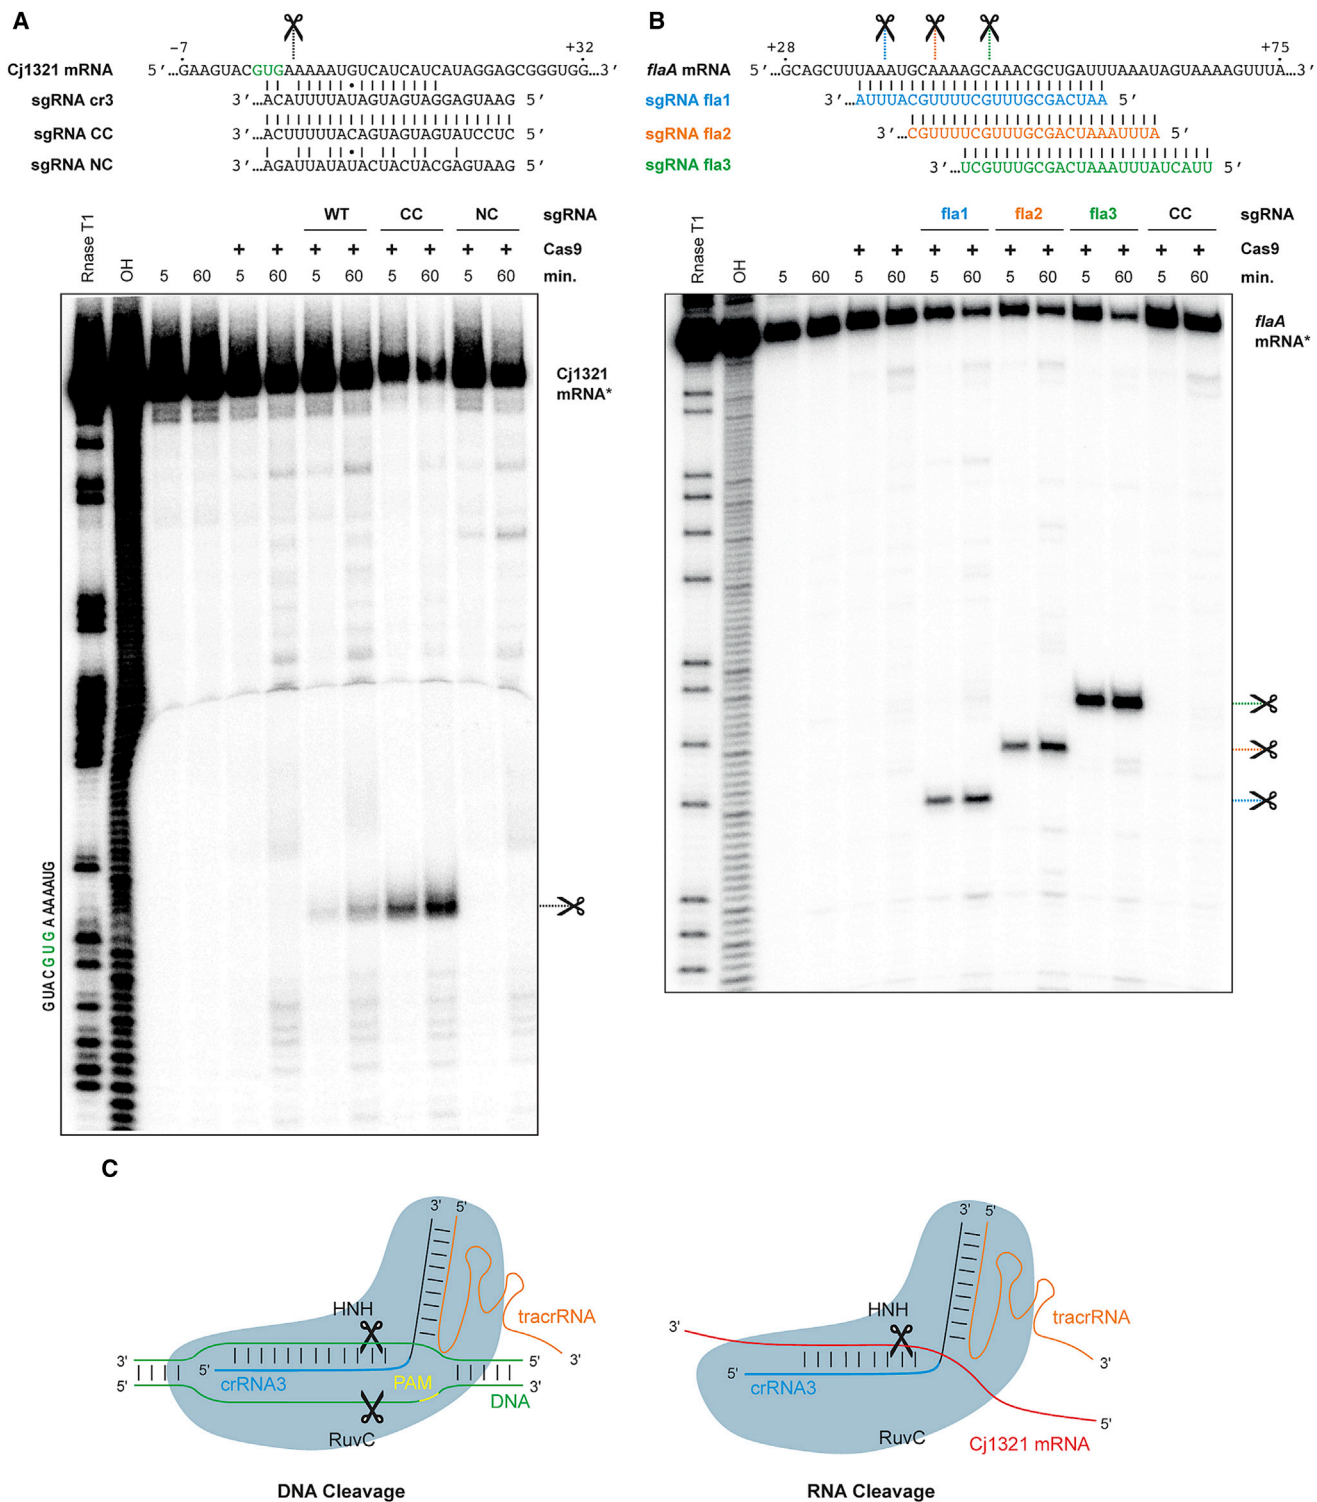 A
−7 +32
Cj1321 mRNA 5′…GAAGUACGUGAAAAAUGUCAUCAUCAUAGGAGCGGGUGG…3′
sgRNA cr3 3′…ACAUUUUAUAGUAGUAGGAGUAAG 5′
sgRNA CC 3′…ACUUUUUACAGUAGUAGUAUCCUC 5′
sgRNA NC 3′…AGAUUAUAUACUACUACGAGUAAG 5′
WT CC NC sgRNA
+ + + + + + + + Cas9
Rnase T1 OH 5 60 5 60 5 60 5 60 5 60 min.
Cj1321
mRNA*
GUACGUGAAAAAUG
B
+28 +75
flaA mRNA 5′…GCAGCUUUAAAUGCAAAAGCAAACGCUGAUUUAAAUAGUAAAAGUUUA…3′
sgRNA fla1 3′…AUUUACGUUUUCGUUUGCGACUAA 5′
sgRNA fla2 3′…CGUUUUCGUUUGCGACUAAAUUUA 5′
sgRNA fla3 3′…UCGUUUGCGACUAAAUUUAUCAUU 5′
fla1 fla2 fla3 CC sgRNA
+ + + + + + + + + + Cas9
Rnase T1 OH 5 60 5 60 5 60 5 60 5 60 5 60 min.
flaA
mRNA*
C
3' 5'
HNH
tracrRNA
3'
3' 5'
5'
5' 3'
crRNA3
PAM
DNA
RuvC
DNA Cleavage
3' 5'
HNH
tracrRNA
3'
3'
5'
crRNA3
5'
RuvC
Cj1321 mRNA
RNA Cleavage